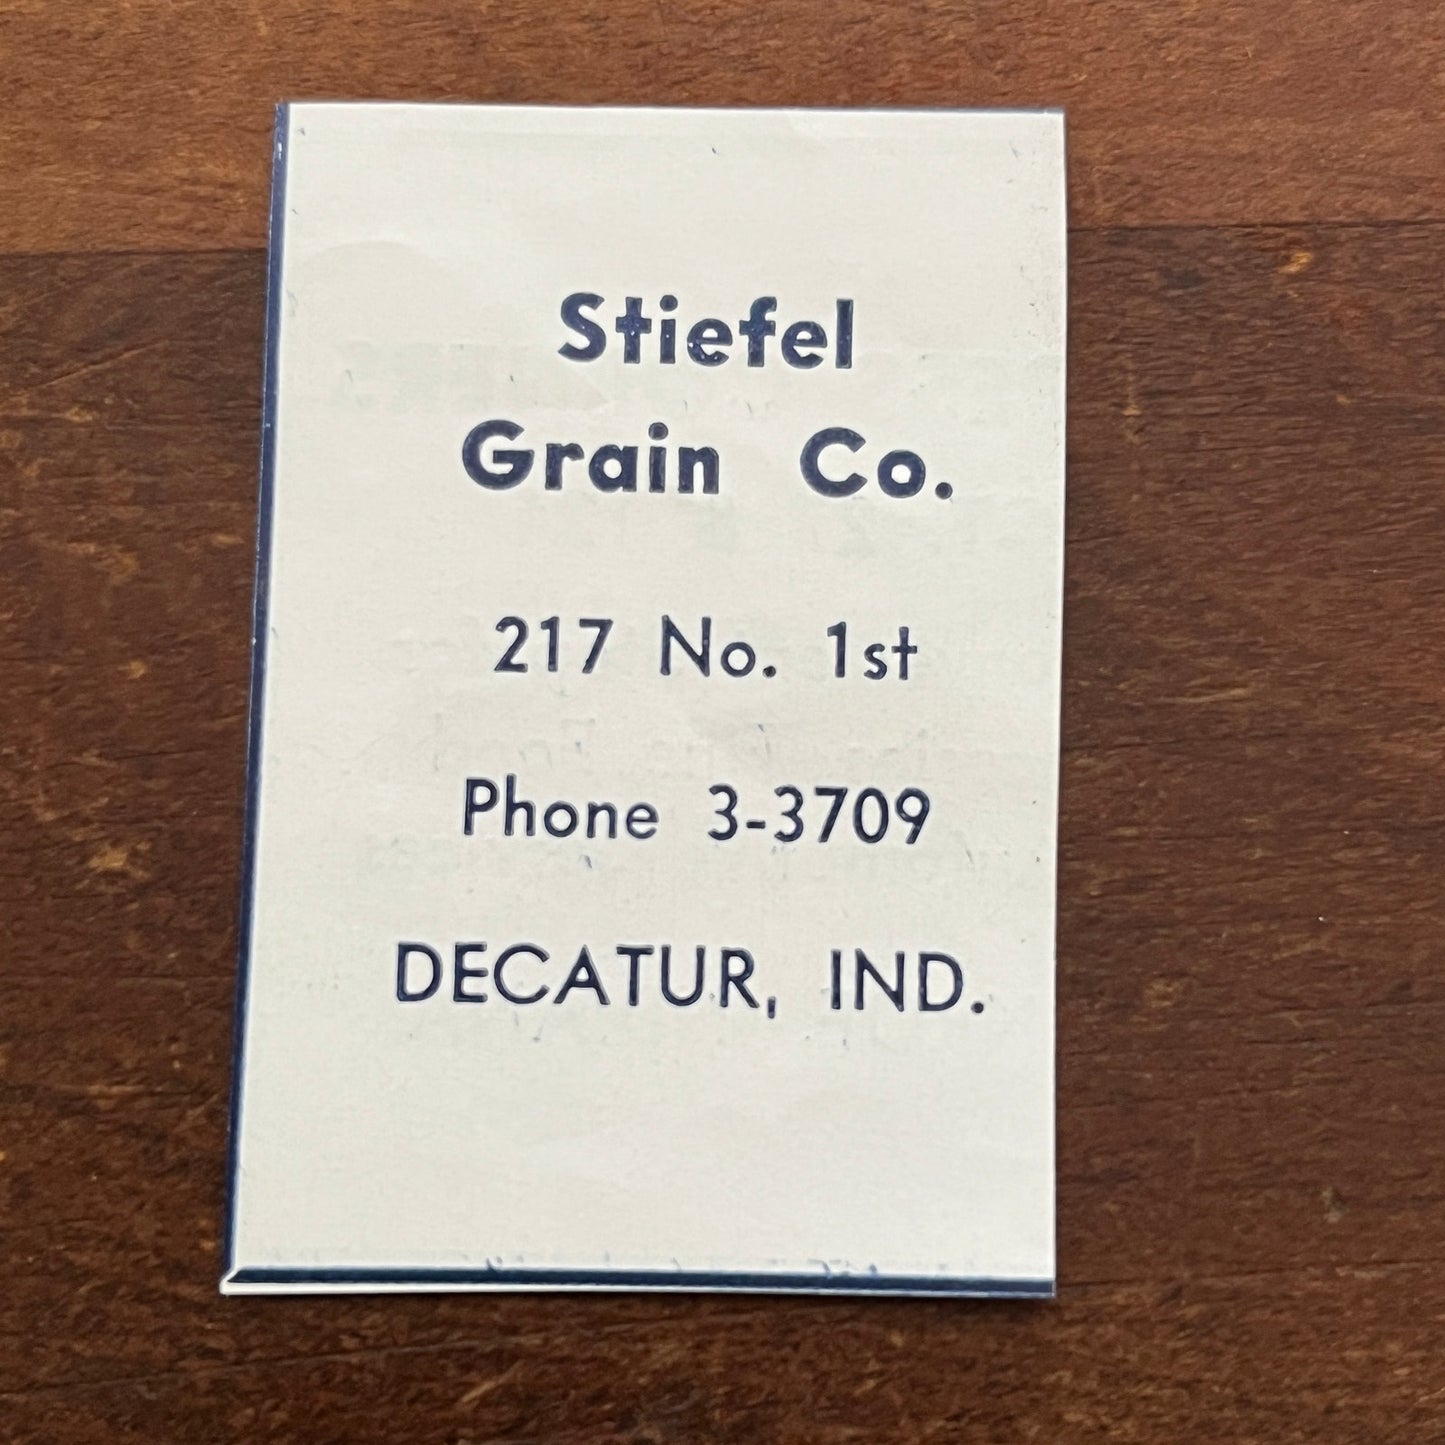 Stiefel
Grain Co.
217 No. 1st
Phone 3-3709
DECATUR, IND.